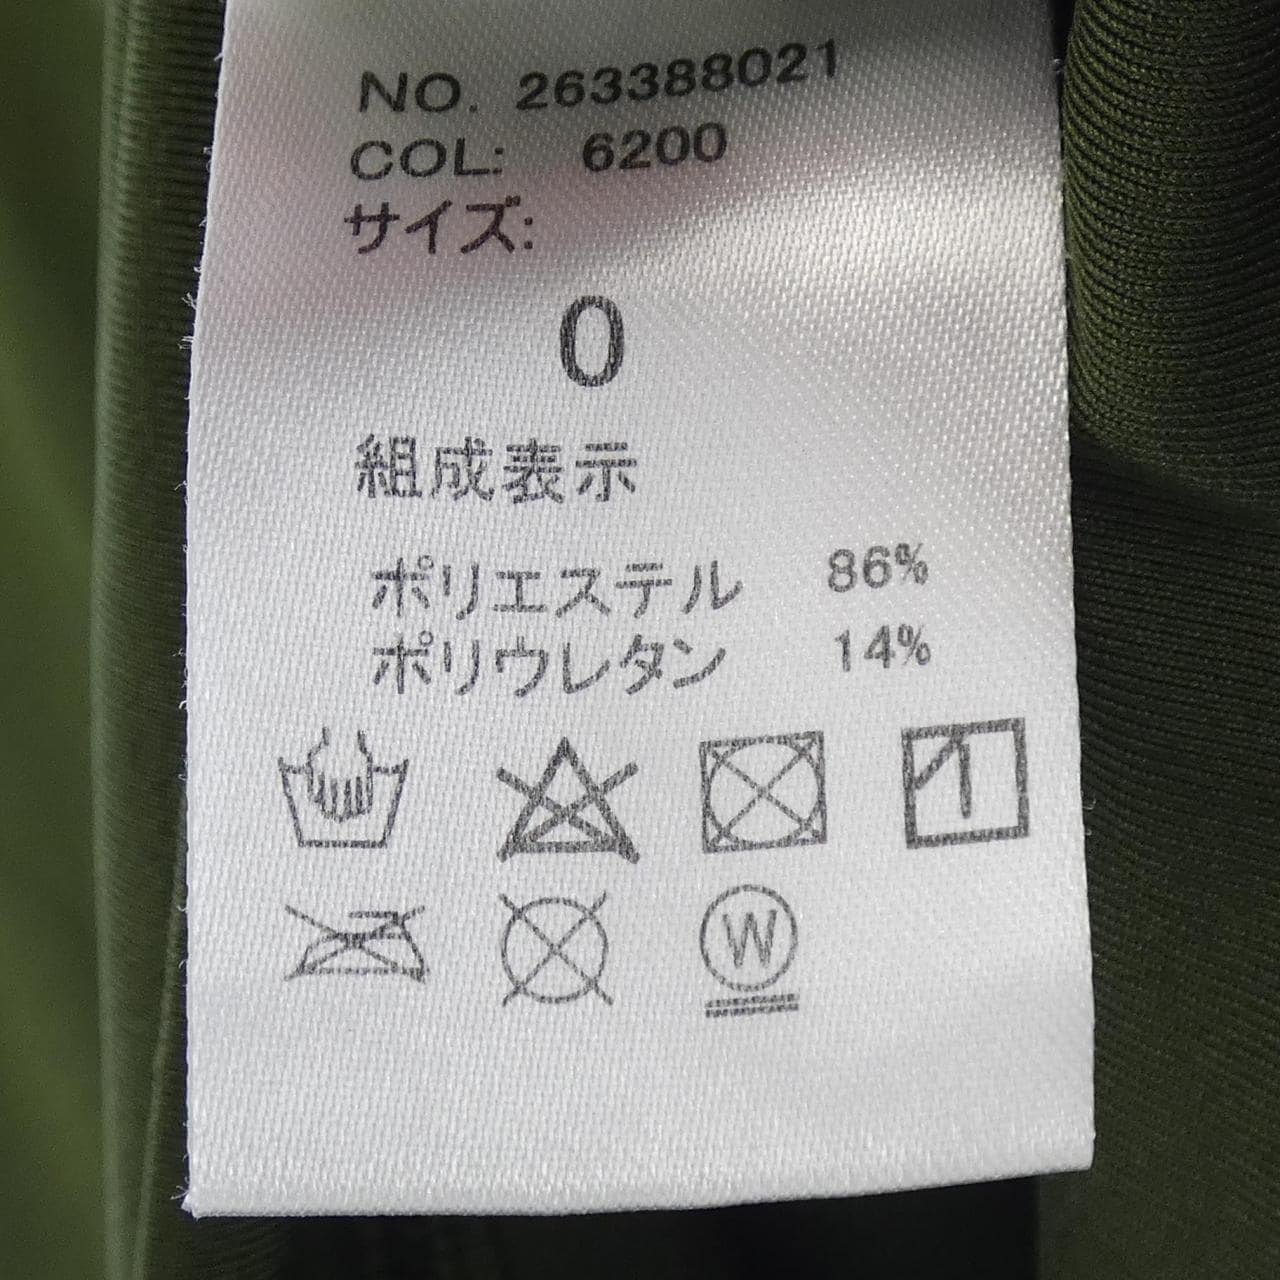 NO. 263388021
COL: 6200
サイズ:
0
組成表示
ポリエステル 86%
ポリウレタン 14%
W